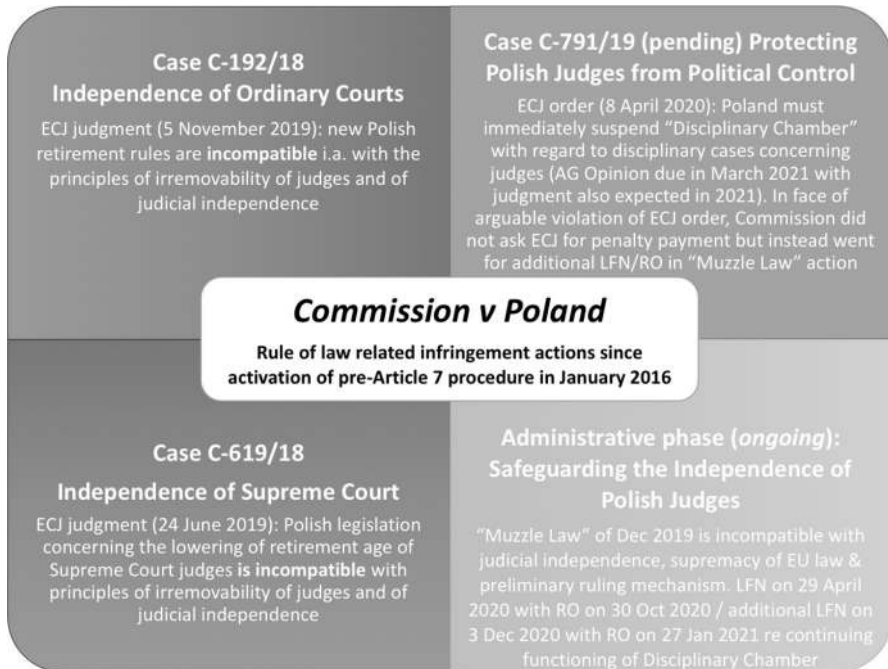 Case C-192/18
Independence of Ordinary Courts
ECJ judgment (5 November 2019): new Polish
retirement rules are incompatible i.a. with the
principles of irremovability of judges and of
judicial independence
Case C-791/19 (pending) Protecting
Polish Judges from Political Control
ECJ order (8 April 2020): Poland must
immediately suspend “Disciplinary Chamber”
with regard to disciplinary cases concerning
judges (AG Opinion due in March 2021 with
judgment also expected in 2021). In face of
arguable violation of ECJ order, Commission did
not ask ECJ for penalty payment but instead went
for additional LFN/RO in “Muzzle Law” action
Commission v Poland
Rule of law related infringement actions since
activation of pre-Article 7 procedure in January 2016
Case C-619/18
Independence of Supreme Court
ECJ judgment (24 June 2019): Polish legislation
concerning the lowering of retirement age of
Supreme Court judges is incompatible with
principles of irremovability of judges and of
judicial independence
Administrative phase (ongoing):
Safeguarding the Independence of
Polish Judges
“Muzzle Law” of Dec 2019 is incompatible with
judicial independence, supremacy of EU law &
preliminary ruling mechanism. LFN on 29 April
2020 with RO on 30 Oct 2020 / additional LFN on
3 Dec 2020 with RO on 27 Jan 2021 re continuing
functioning of Disciplinary Chamber